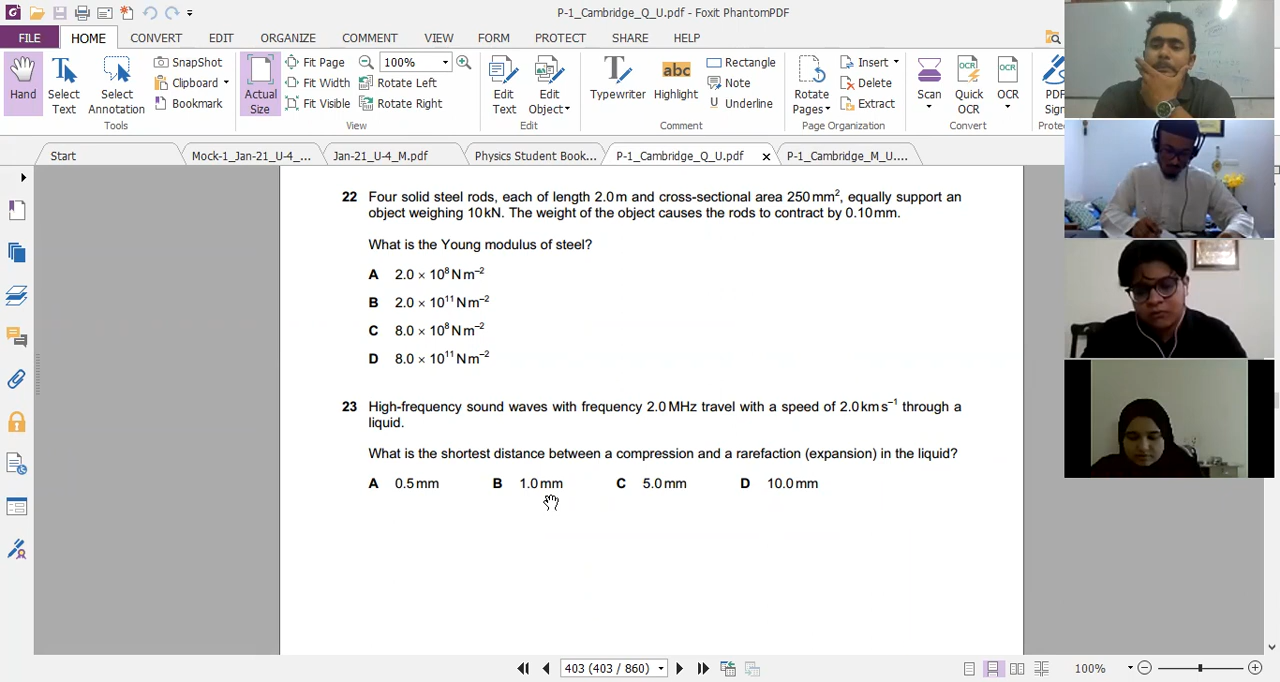 P-1_Cambridge_Q_U.pdf - Foxit PhantomPDF
FILE HOME CONVERT EDIT ORGANIZE COMMENT VIEW FORM PROTECT SHARE HELP
Hand
Select Text
Select Annotation
SnapShot
Clipboard
Bookmark
Tools
Actual Size
Fit Page
Fit Width
Fit Visible
100%
Rotate Left
Rotate Right
View
Edit Text
Edit Object
Edit
Typewriter
abc
Highlight
Rectangle
Note
Underline
Comment
Rotate Pages
Insert
Delete
Extract
Page Organization
Scan
OCR
Quick OCR
OCR
OCR
Convert
PDF Sign
Prote
Start
Mock-1_Jan-21_U-4_...
Jan-21_U-4_M.pdf
Physics Student Book...
P-1_Cambridge_Q_U.pdf
P-1_Cambridge_M_U....
22 Four solid steel rods, each of length 2.0 m and cross-sectional area 250 mm², equally support an
object weighing 10 kN. The weight of the object causes the rods to contract by 0.10 mm.
What is the Young modulus of steel?
A 2.0 × 10⁸ N m⁻²
B 2.0 × 10¹¹ N m⁻²
C 8.0 × 10⁸ N m⁻²
D 8.0 × 10¹¹ N m⁻²
23 High-frequency sound waves with frequency 2.0 MHz travel with a speed of 2.0 km s⁻¹ through a
liquid.
What is the shortest distance between a compression and a rarefaction (expansion) in the liquid?
A 0.5 mm B 1.0 mm C 5.0 mm D 10.0 mm
403 (403 / 860)
100%